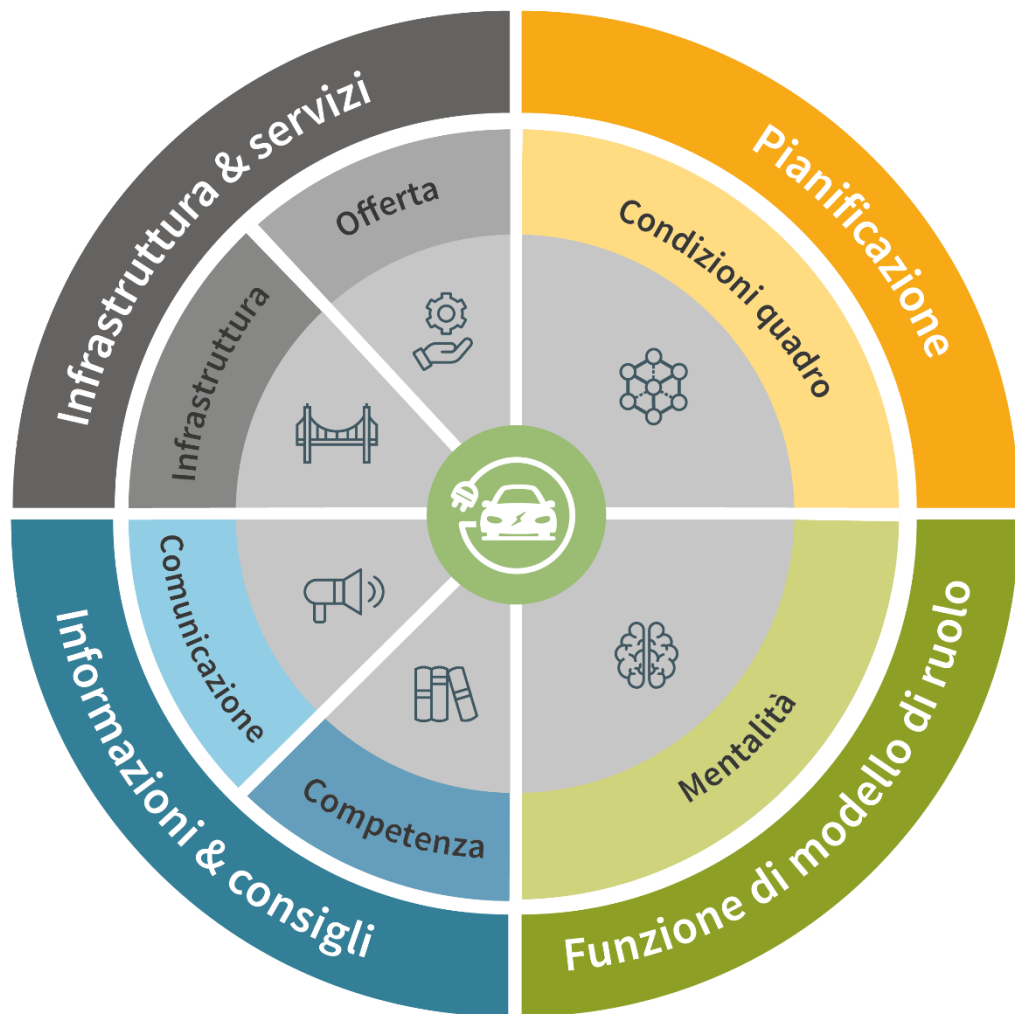 Infrastruttura & servizi
Pianificazione
Offerta
Condizioni quadro
Infrastruttura
Comunicazione
Mentalità
Competenza
Informazioni & consigli
Funzione di modello di ruolo